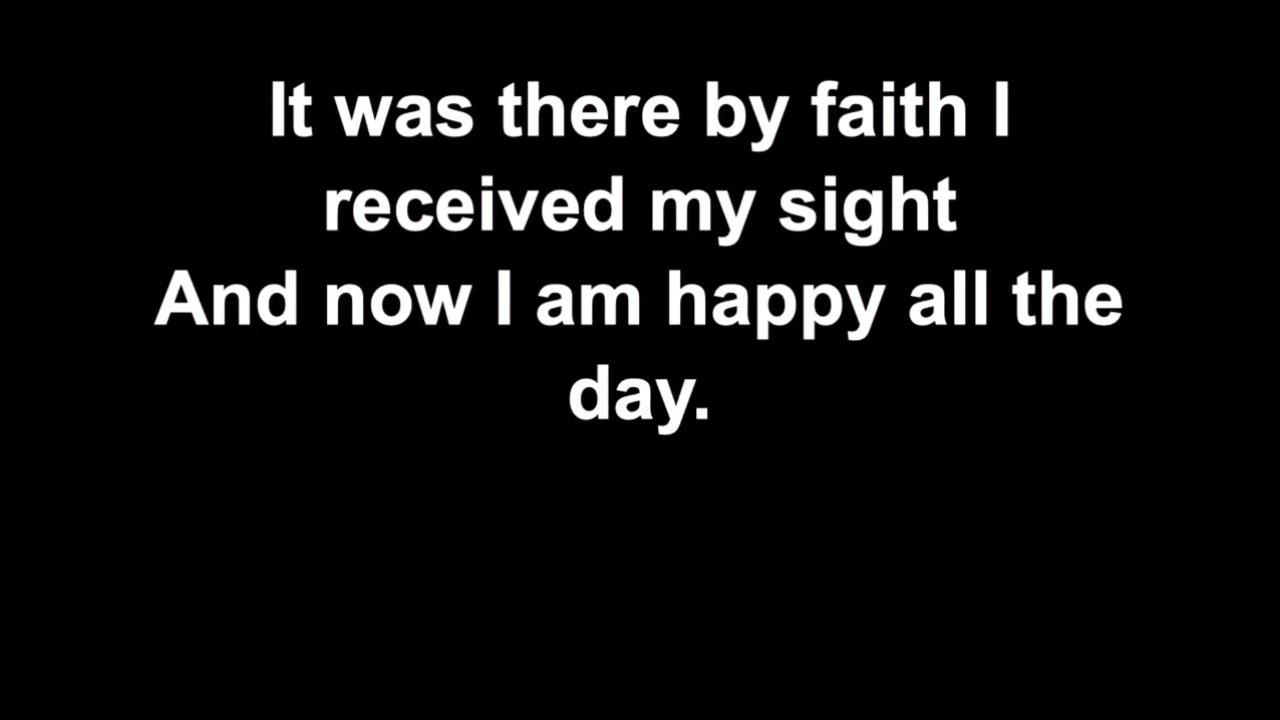 It was there by faith I
received my sight
And now I am happy all the
day.